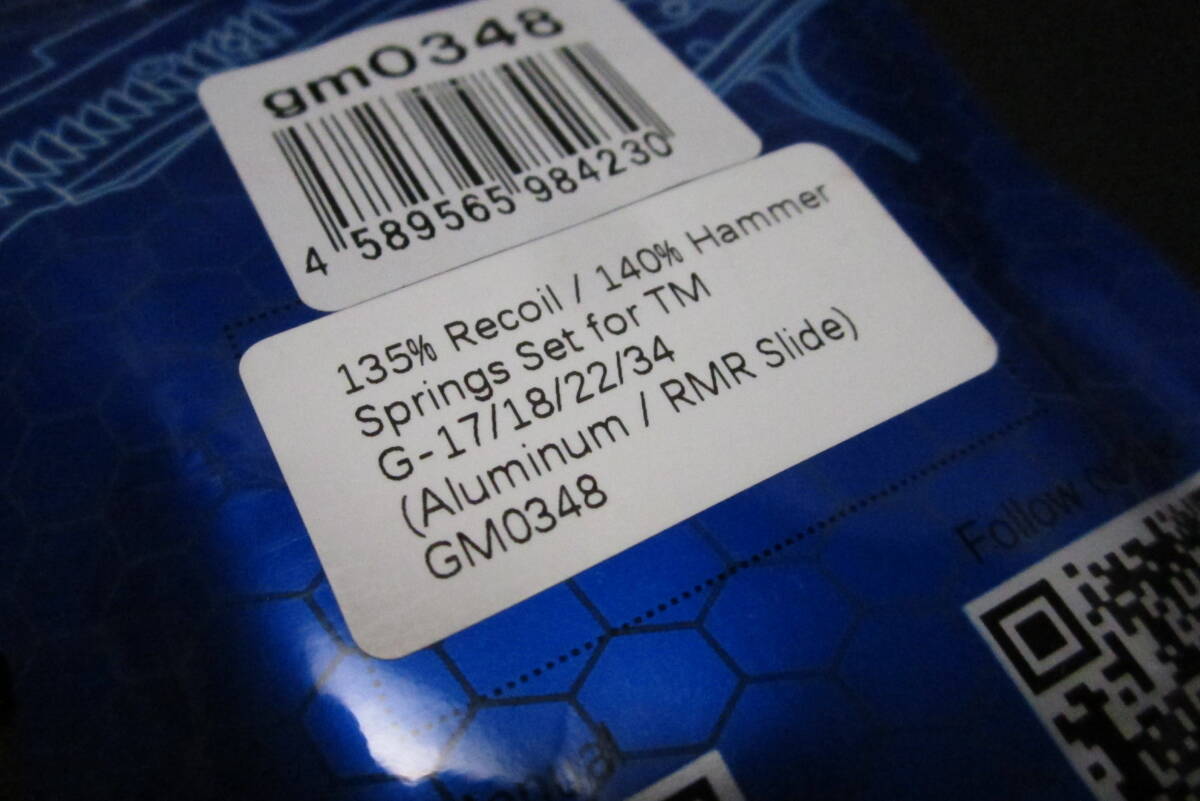 gm0348
4 589565 984230
135% Recoil / 140% Hammer
Springs Set for TM
G-17/18/22/34
(Aluminum / RMR Slide)
GM0348
Follow